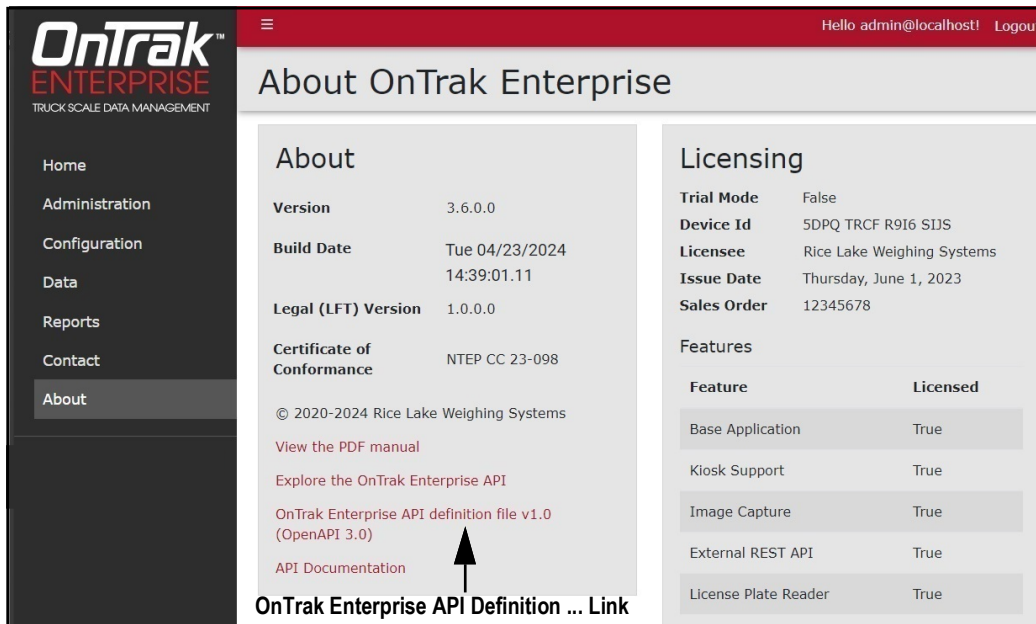 OnTrak™
ENTERPRISE
TRUCK SCALE DATA MANAGEMENT
Home
Administration
Configuration
Data
Reports
Contact
About
Hello admin@localhost! Logout
About OnTrak Enterprise
About
Version 3.6.0.0
Build Date Tue 04/23/2024
14:39:01.11
Legal (LFT) Version 1.0.0.0
Certificate of
Conformance NTEP CC 23-098
© 2020-2024 Rice Lake Weighing Systems
View the PDF manual
Explore the OnTrak Enterprise API
OnTrak Enterprise API definition file v1.0
(OpenAPI 3.0)
API Documentation
OnTrak Enterprise API Definition ... Link
Licensing
Trial Mode False
Device Id 5DPQ TRCF R9I6 SIJS
Licensee Rice Lake Weighing Systems
Issue Date Thursday, June 1, 2023
Sales Order 12345678
Features
Feature Licensed
Base Application True
Kiosk Support True
Image Capture True
External REST API True
License Plate Reader True